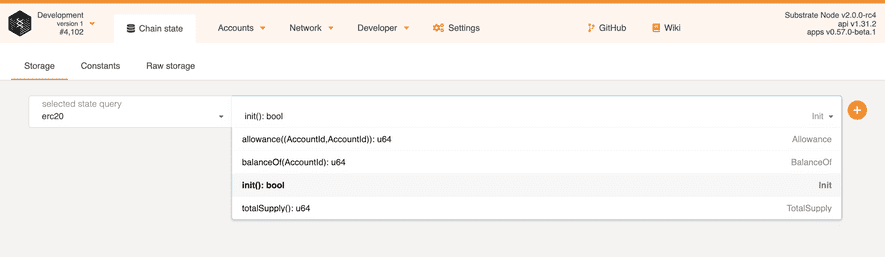 Development
version 1
#4,102
Chain state
Accounts
Network
Developer
Settings
GitHub
Wiki
Substrate Node v2.0.0-rc4
api v1.31.2
apps v0.57.0-beta.1
Storage
Constants
Raw storage
selected state query
erc20
init(): bool Init
allowance((AccountId,AccountId)): u64 Allowance
balanceOf(AccountId): u64 BalanceOf
init(): bool Init
totalSupply(): u64 TotalSupply